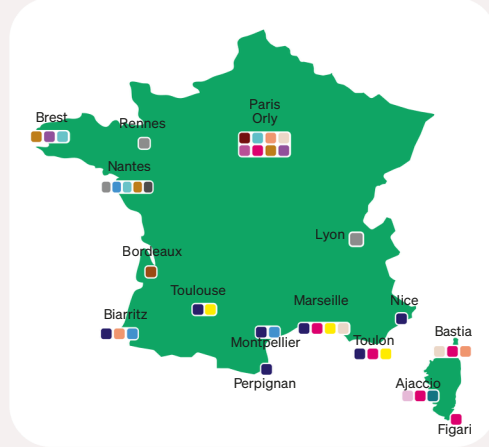 Paris
Orly
Brest
Rennes
Nantes
Lyon
Bordeaux
Toulouse
Marseille
Nice
Biarritz
Bastia
Montpellier
Toulon
Perpignan
Ajaccio
Figari